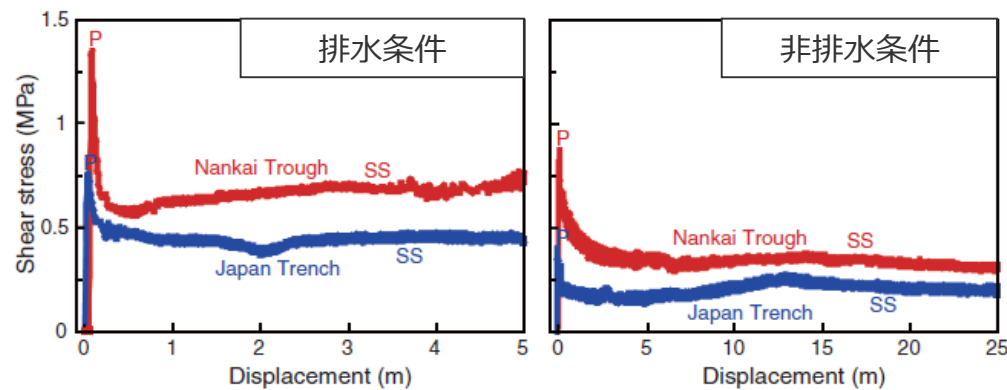 排水条件
非排水条件
Shear stress (MPa)
1.5
1
0.5
0
P
P
Nankai Trough
SS
Japan Trench
SS
0 1 2 3 4 5
Displacement (m)
P
P
Nankai Trough
SS
Japan Trench
SS
0 5 10 15 20 25
Displacement (m)